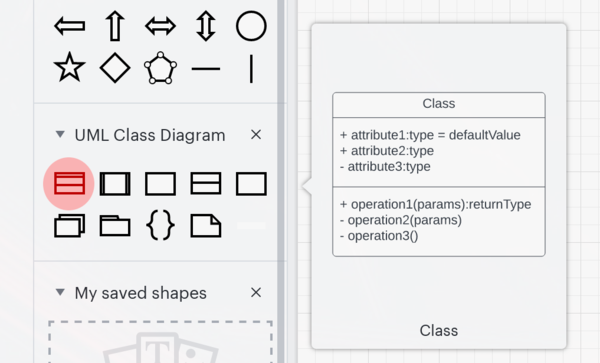 UML Class Diagram
My saved shapes
T
Class
+ attribute1:type = defaultValue
+ attribute2:type
- attribute3:type
+ operation1(params):returnType
- operation2(params)
- operation3()
Class